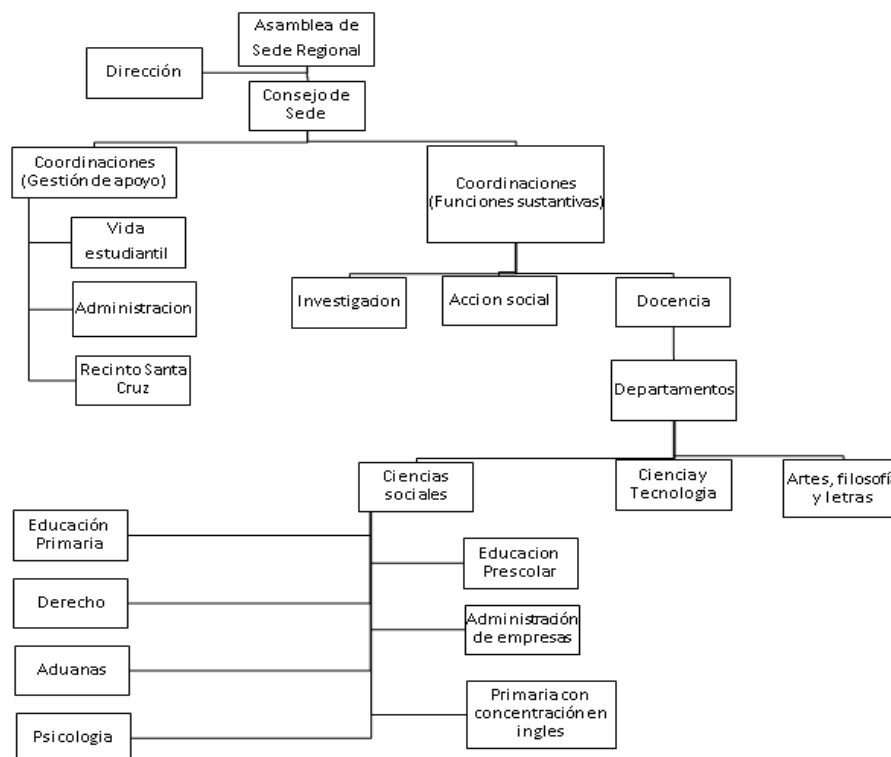 Asamblea de
Sede Regional
Dirección
Consejo de
Sede
Coordinaciones
(Gestión de apoyo)
Coordinaciones
(Funciones sustantivas)
Vida
estudiantil
Administracion
Recinto Santa
Cruz
Investigacion
Accion social
Docencia
Departamentos
Ciencias
sociales
Ciencia y
Tecnologia
Artes, filosofía
y letras
Educación
Primaria
Derecho
Aduanas
Psicologia
Educacion
Prescolar
Administración
de empresas
Primaria con
concentración en
ingles